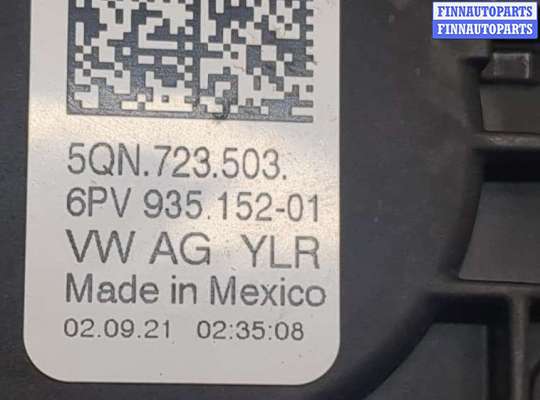 FINNAUTOPARTS
FINNAUTOPARTS
5QN.723.503.
6PV 935.152-01
VW AG YLR
Made in Mexico
02.09.21 02:35:08